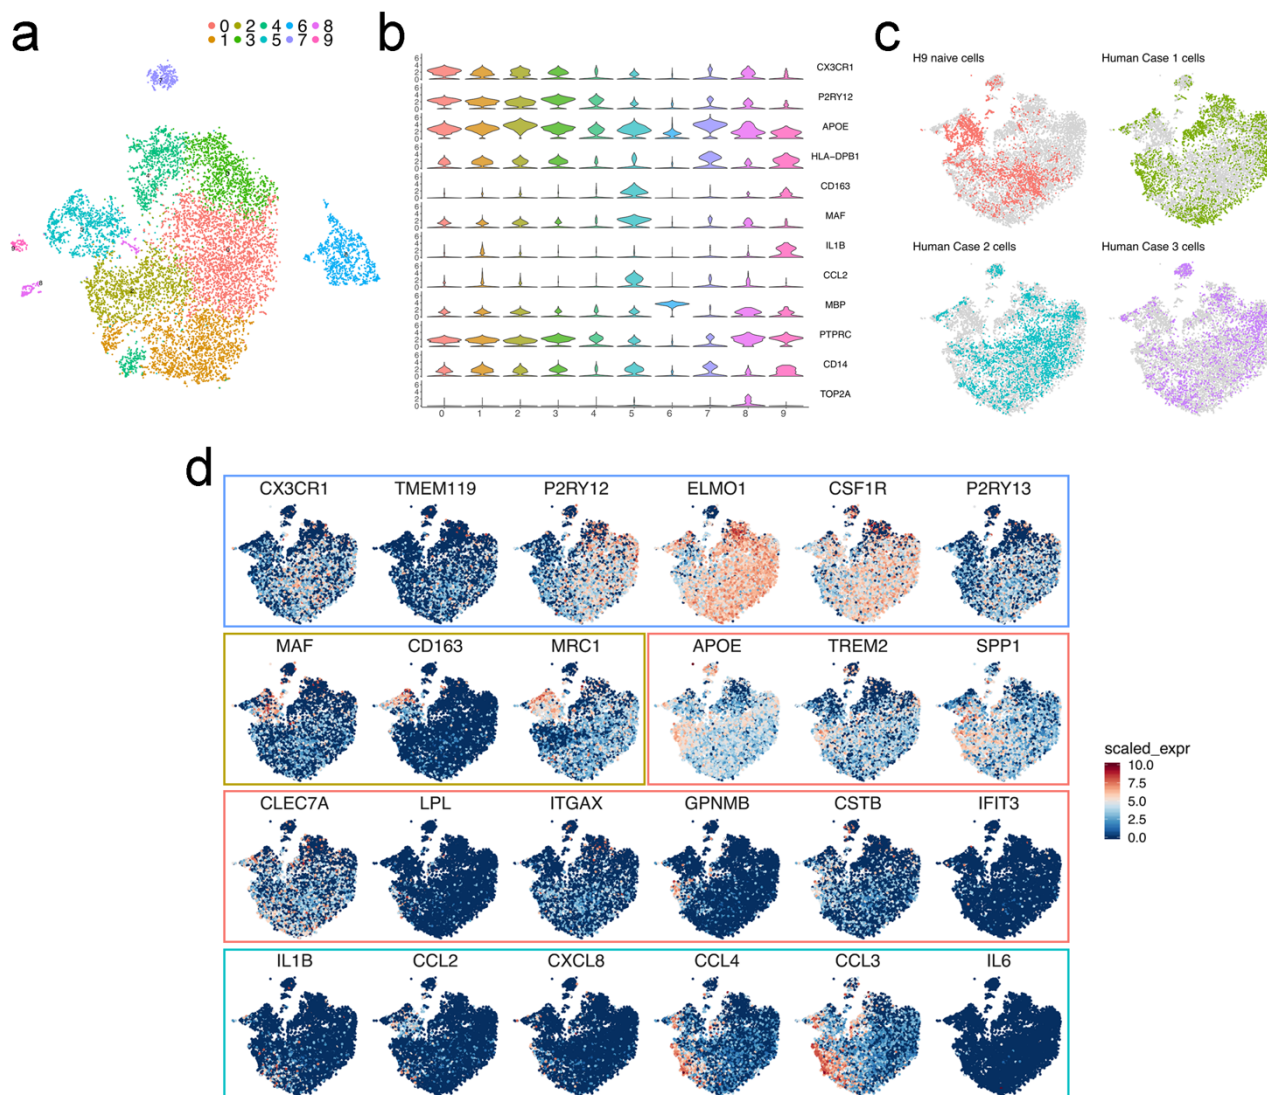 a
0 2 4 6 8
1 3 5 7 9
b
CX3CR1
P2RY12
APOE
HLA-DPB1
CD163
MAF
IL1B
CCL2
MBP
PTPRC
CD14
TOP2A
0 1 2 3 4 5 6 7 8 9
c
H9 naive cells Human Case 1 cells
Human Case 2 cells Human Case 3 cells
d
CX3CR1 TMEM119 P2RY12 ELMO1 CSF1R P2RY13
MAF CD163 MRC1 APOE TREM2 SPP1
CLEC7A LPL ITGAX GPNMB CSTB IFIT3
IL1B CCL2 CXCL8 CCL4 CCL3 IL6
scaled_expr
10.0
7.5
5.0
2.5
0.0